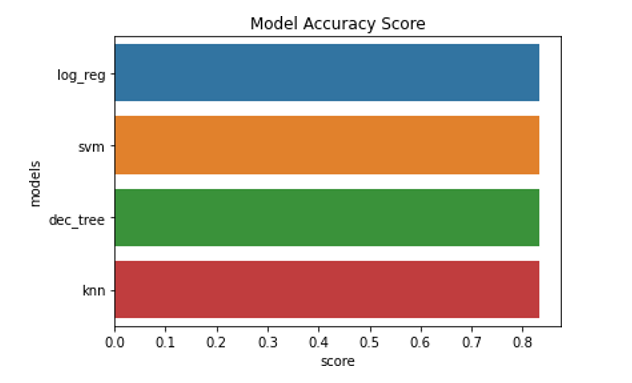 Model Accuracy Score
log_reg
svm
dec_tree
knn
models
0.0 0.1 0.2 0.3 0.4 0.5 0.6 0.7 0.8
score